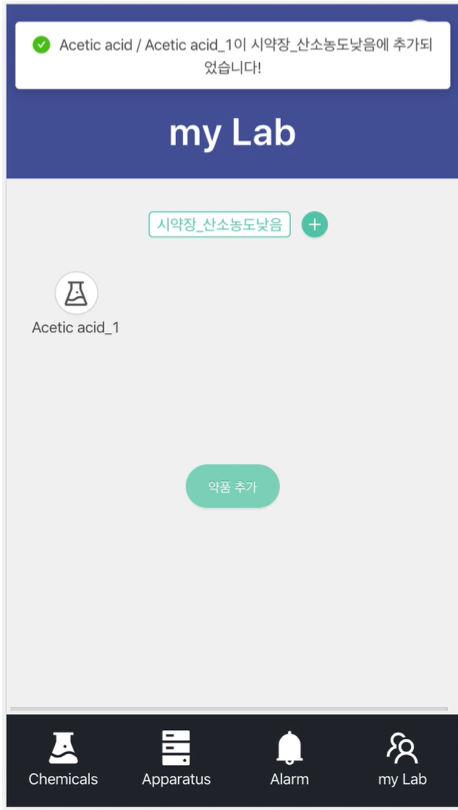 Acetic acid / Acetic acid_1이 시약장_산소농도낮음에 추가되
었습니다!
my Lab
시약장_산소농도낮음 +
Acetic acid_1
약품 추가
Chemicals Apparatus Alarm my Lab